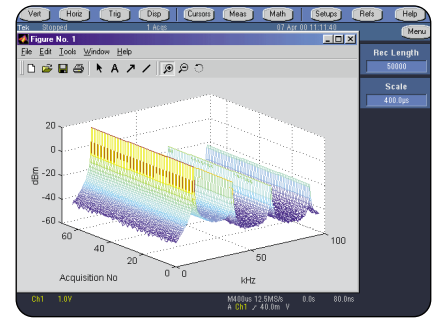 Vert Horiz Trig Disp Cursors Meas Math Setups Refs Help
Tek Stopped 1 Acqs 07 Apr 00 11:11:40
Menu
Figure No. 1
File Edit Tools Window Help
Rec Length
50000
Scale
400.0µs
20
0
-20
-40
-60
dBm
60
40
20
0
Acquisition No
0
50
100
kHz
Ch1 1.0V
M400us 12.5MS/s 0.0s 80.0ns
A Ch1 / 40.0m V